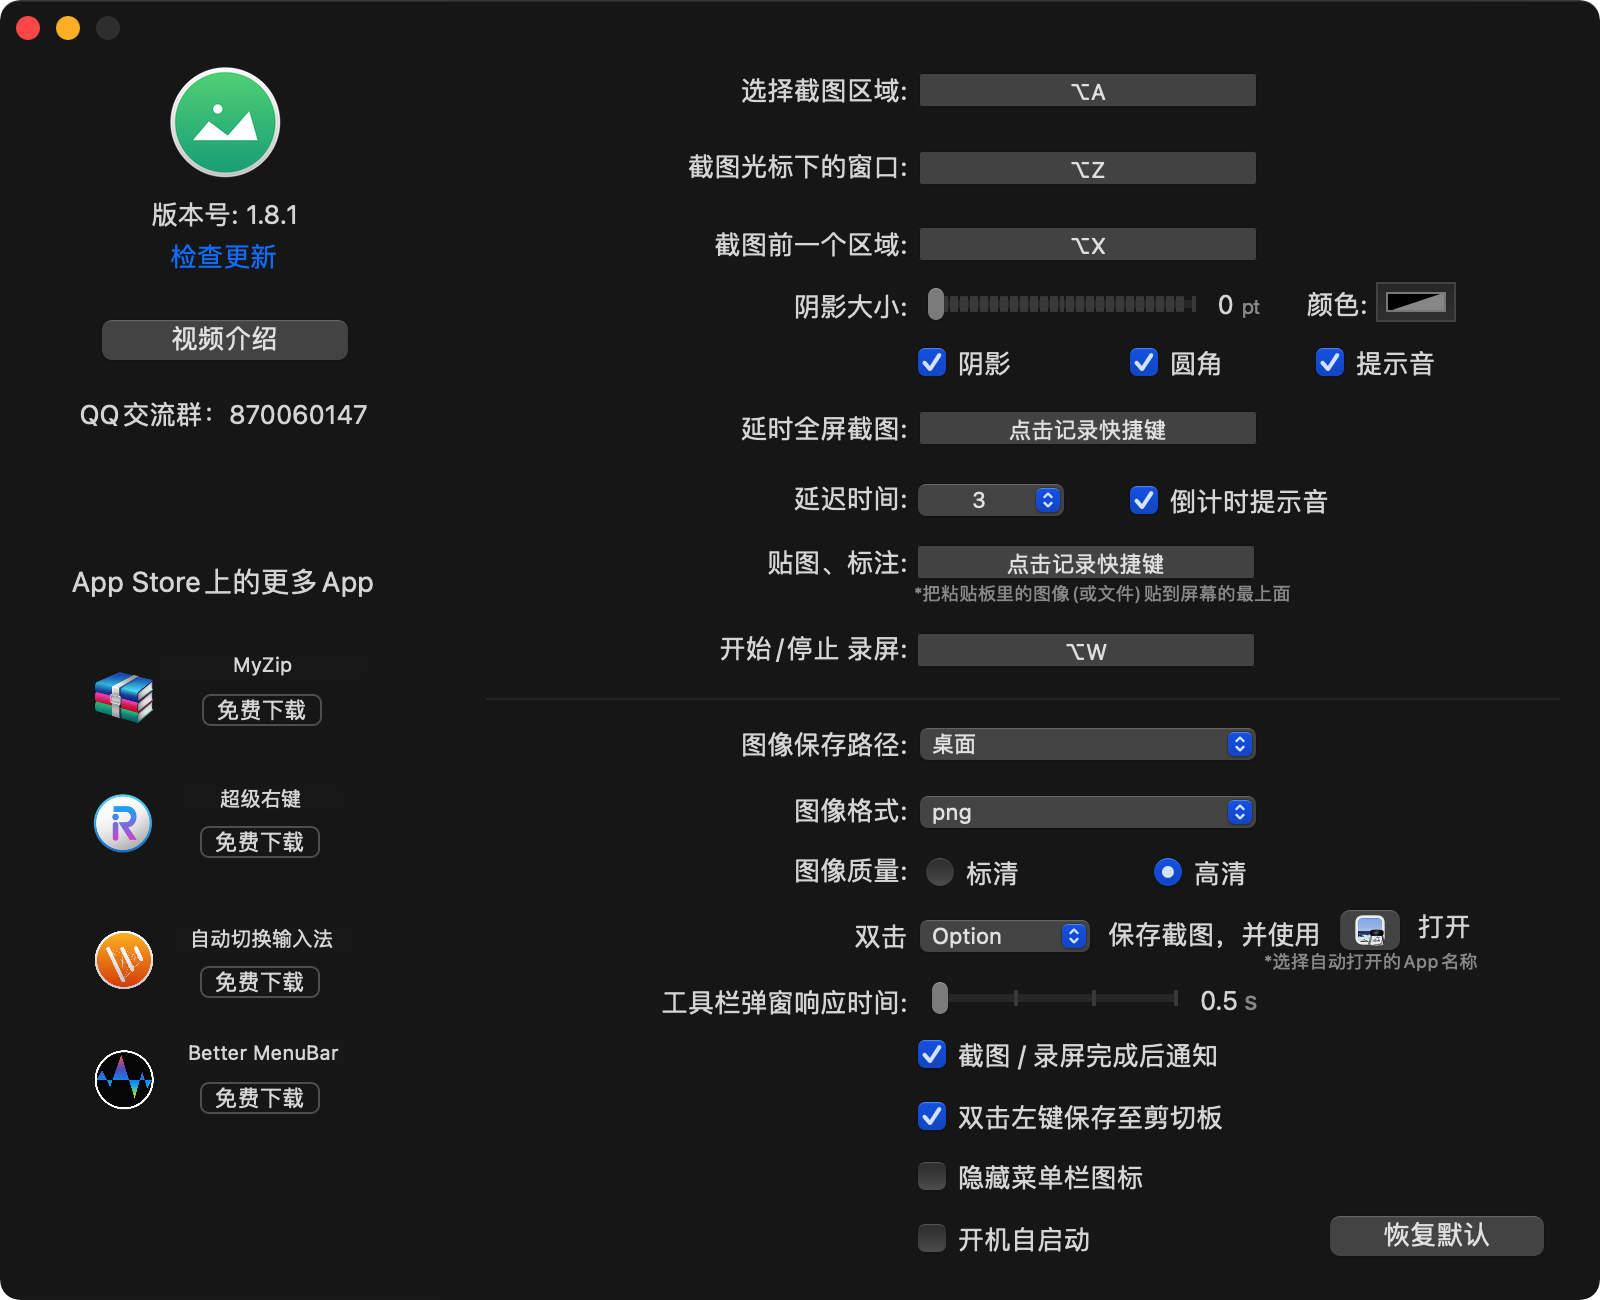 版本号: 1.8.1
检查更新
视频介绍
QQ交流群：870060147
App Store上的更多App
MyZip
免费下载
超级右键
免费下载
自动切换输入法
免费下载
Better MenuBar
免费下载
选择截图区域: ⌥A
截图光标下的窗口: ⌥Z
截图前一个区域: ⌥X
阴影大小: 0 pt 颜色:
阴影 圆角 提示音
延时全屏截图: 点击记录快捷键
延迟时间: 3 倒计时提示音
贴图、标注: 点击记录快捷键
*把粘贴板里的图像(或文件)贴到屏幕的最上面
开始/停止 录屏: ⌥W
图像保存路径: 桌面
图像格式: png
图像质量: 标清 高清
双击 Option 保存截图，并使用 打开
*选择自动打开的App名称
工具栏弹窗响应时间: 0.5 s
截图 / 录屏完成后通知
双击左键保存至剪切板
隐藏菜单栏图标
开机自启动
恢复默认